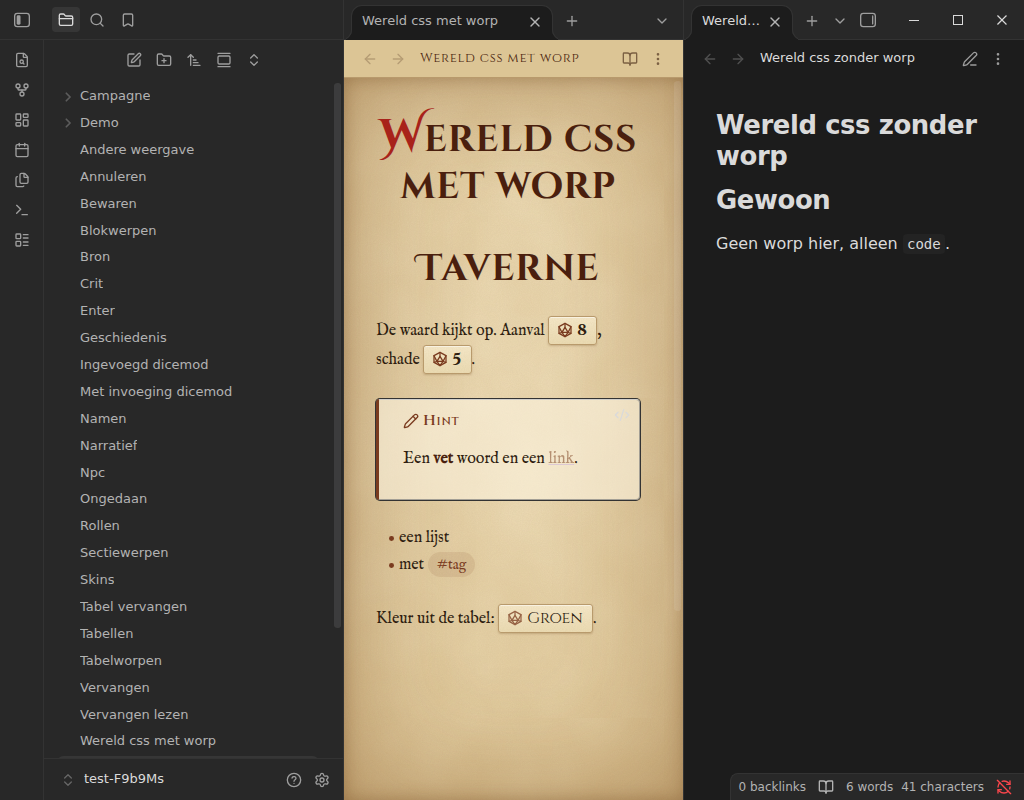 Wereld css met worp
Wereld...
Campagne
Demo
Andere weergave
Annuleren
Bewaren
Blokwerpen
Bron
Crit
Enter
Geschiedenis
Ingevoegd dicemod
Met invoeging dicemod
Namen
Narratief
Npc
Ongedaan
Rollen
Sectiewerpen
Skins
Tabel vervangen
Tabellen
Tabelworpen
Vervangen
Vervangen lezen
Wereld css met worp
test-F9b9Ms
Wereld css met worp
Wereld css
met worp
Taverne
De waard kijkt op. Aanval 8,
schade 5.
Hint
Een vet woord en een link.
een lijst
met #tag
Kleur uit de tabel: Groen.
Wereld css zonder worp
Wereld css zonder
worp
Gewoon
Geen worp hier, alleen code.
0 backlinks 6 words 41 characters